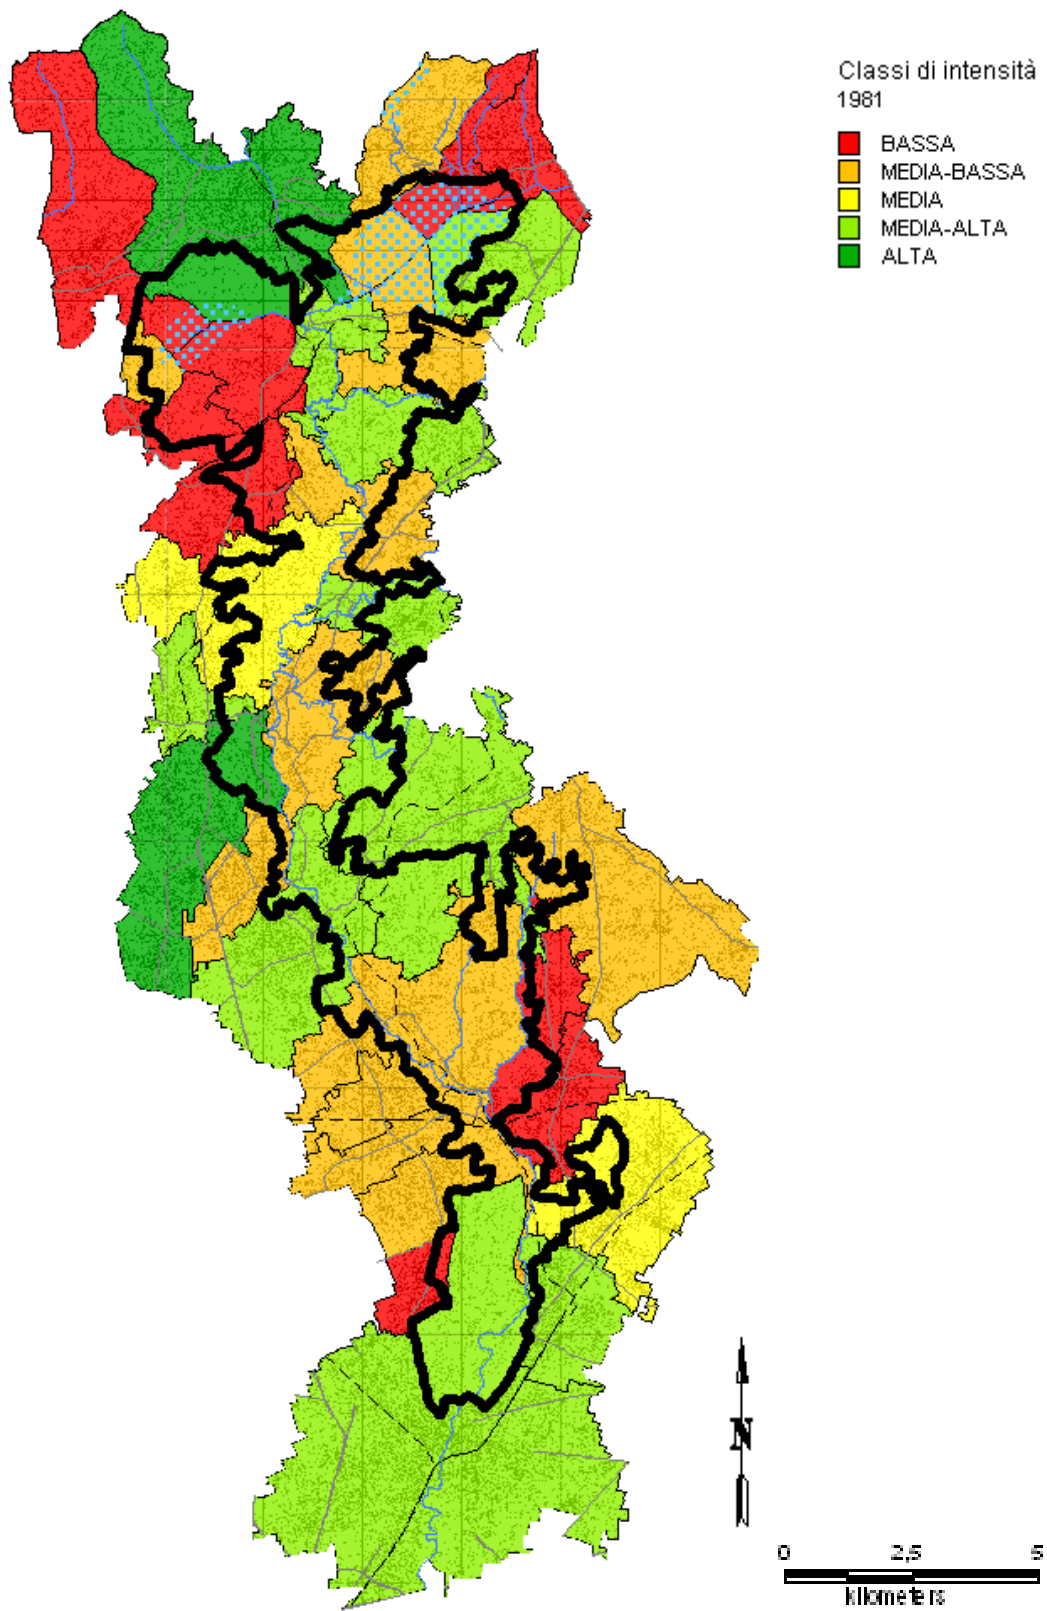 Classi di intensità
1981
BASSA
MEDIA-BASSA
MEDIA
MEDIA-ALTA
ALTA
N
0 2,5 5
kilometers